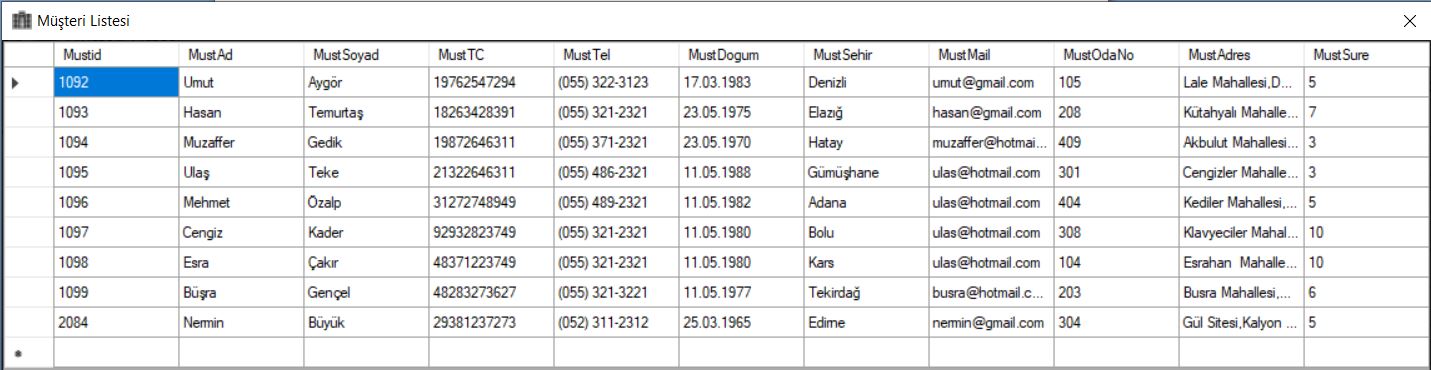 Müşteri Listesi
Mustid MustAd MustSoyad MustTC MustTel MustDogum MustSehir MustMail MustOdaNo MustAdres MustSure
1092 Umut Aygör 19762547294 (055) 322-3123 17.03.1983 Denizli umut@gmail.com 105 Lale Mahallesi,D... 5
1093 Hasan Temurtaş 18263428391 (055) 321-2321 23.05.1975 Elazığ hasan@gmail.com 208 Kütahyalı Mahalle... 7
1094 Muzaffer Gedik 19872646311 (055) 371-2321 23.05.1970 Hatay muzaffer@hotmai... 409 Akbulut Mahallesi... 3
1095 Ulaş Teke 21322646311 (055) 486-2321 11.05.1988 Gümüşhane ulas@hotmail.com 301 Cengizler Mahalle... 3
1096 Mehmet Özalp 31272748949 (055) 489-2321 11.05.1982 Adana ulas@hotmail.com 404 Kediler Mahallesi,... 5
1097 Cengiz Kader 92932823749 (055) 321-2321 11.05.1980 Bolu ulas@hotmail.com 308 Klavyeciler Mahal... 10
1098 Esra Çakır 48371223749 (055) 321-2321 11.05.1980 Kars ulas@hotmail.com 104 Esrahan Mahalle... 10
1099 Büşra Gençel 48283273627 (055) 321-3221 11.05.1977 Tekirdağ busra@hotmail.c... 203 Busra Mahallesi,... 6
2084 Nermin Büyük 29381237273 (052) 311-2312 25.03.1965 Edirne nermin@gmail.com 304 Gül Sitesi,Kalyon ... 5